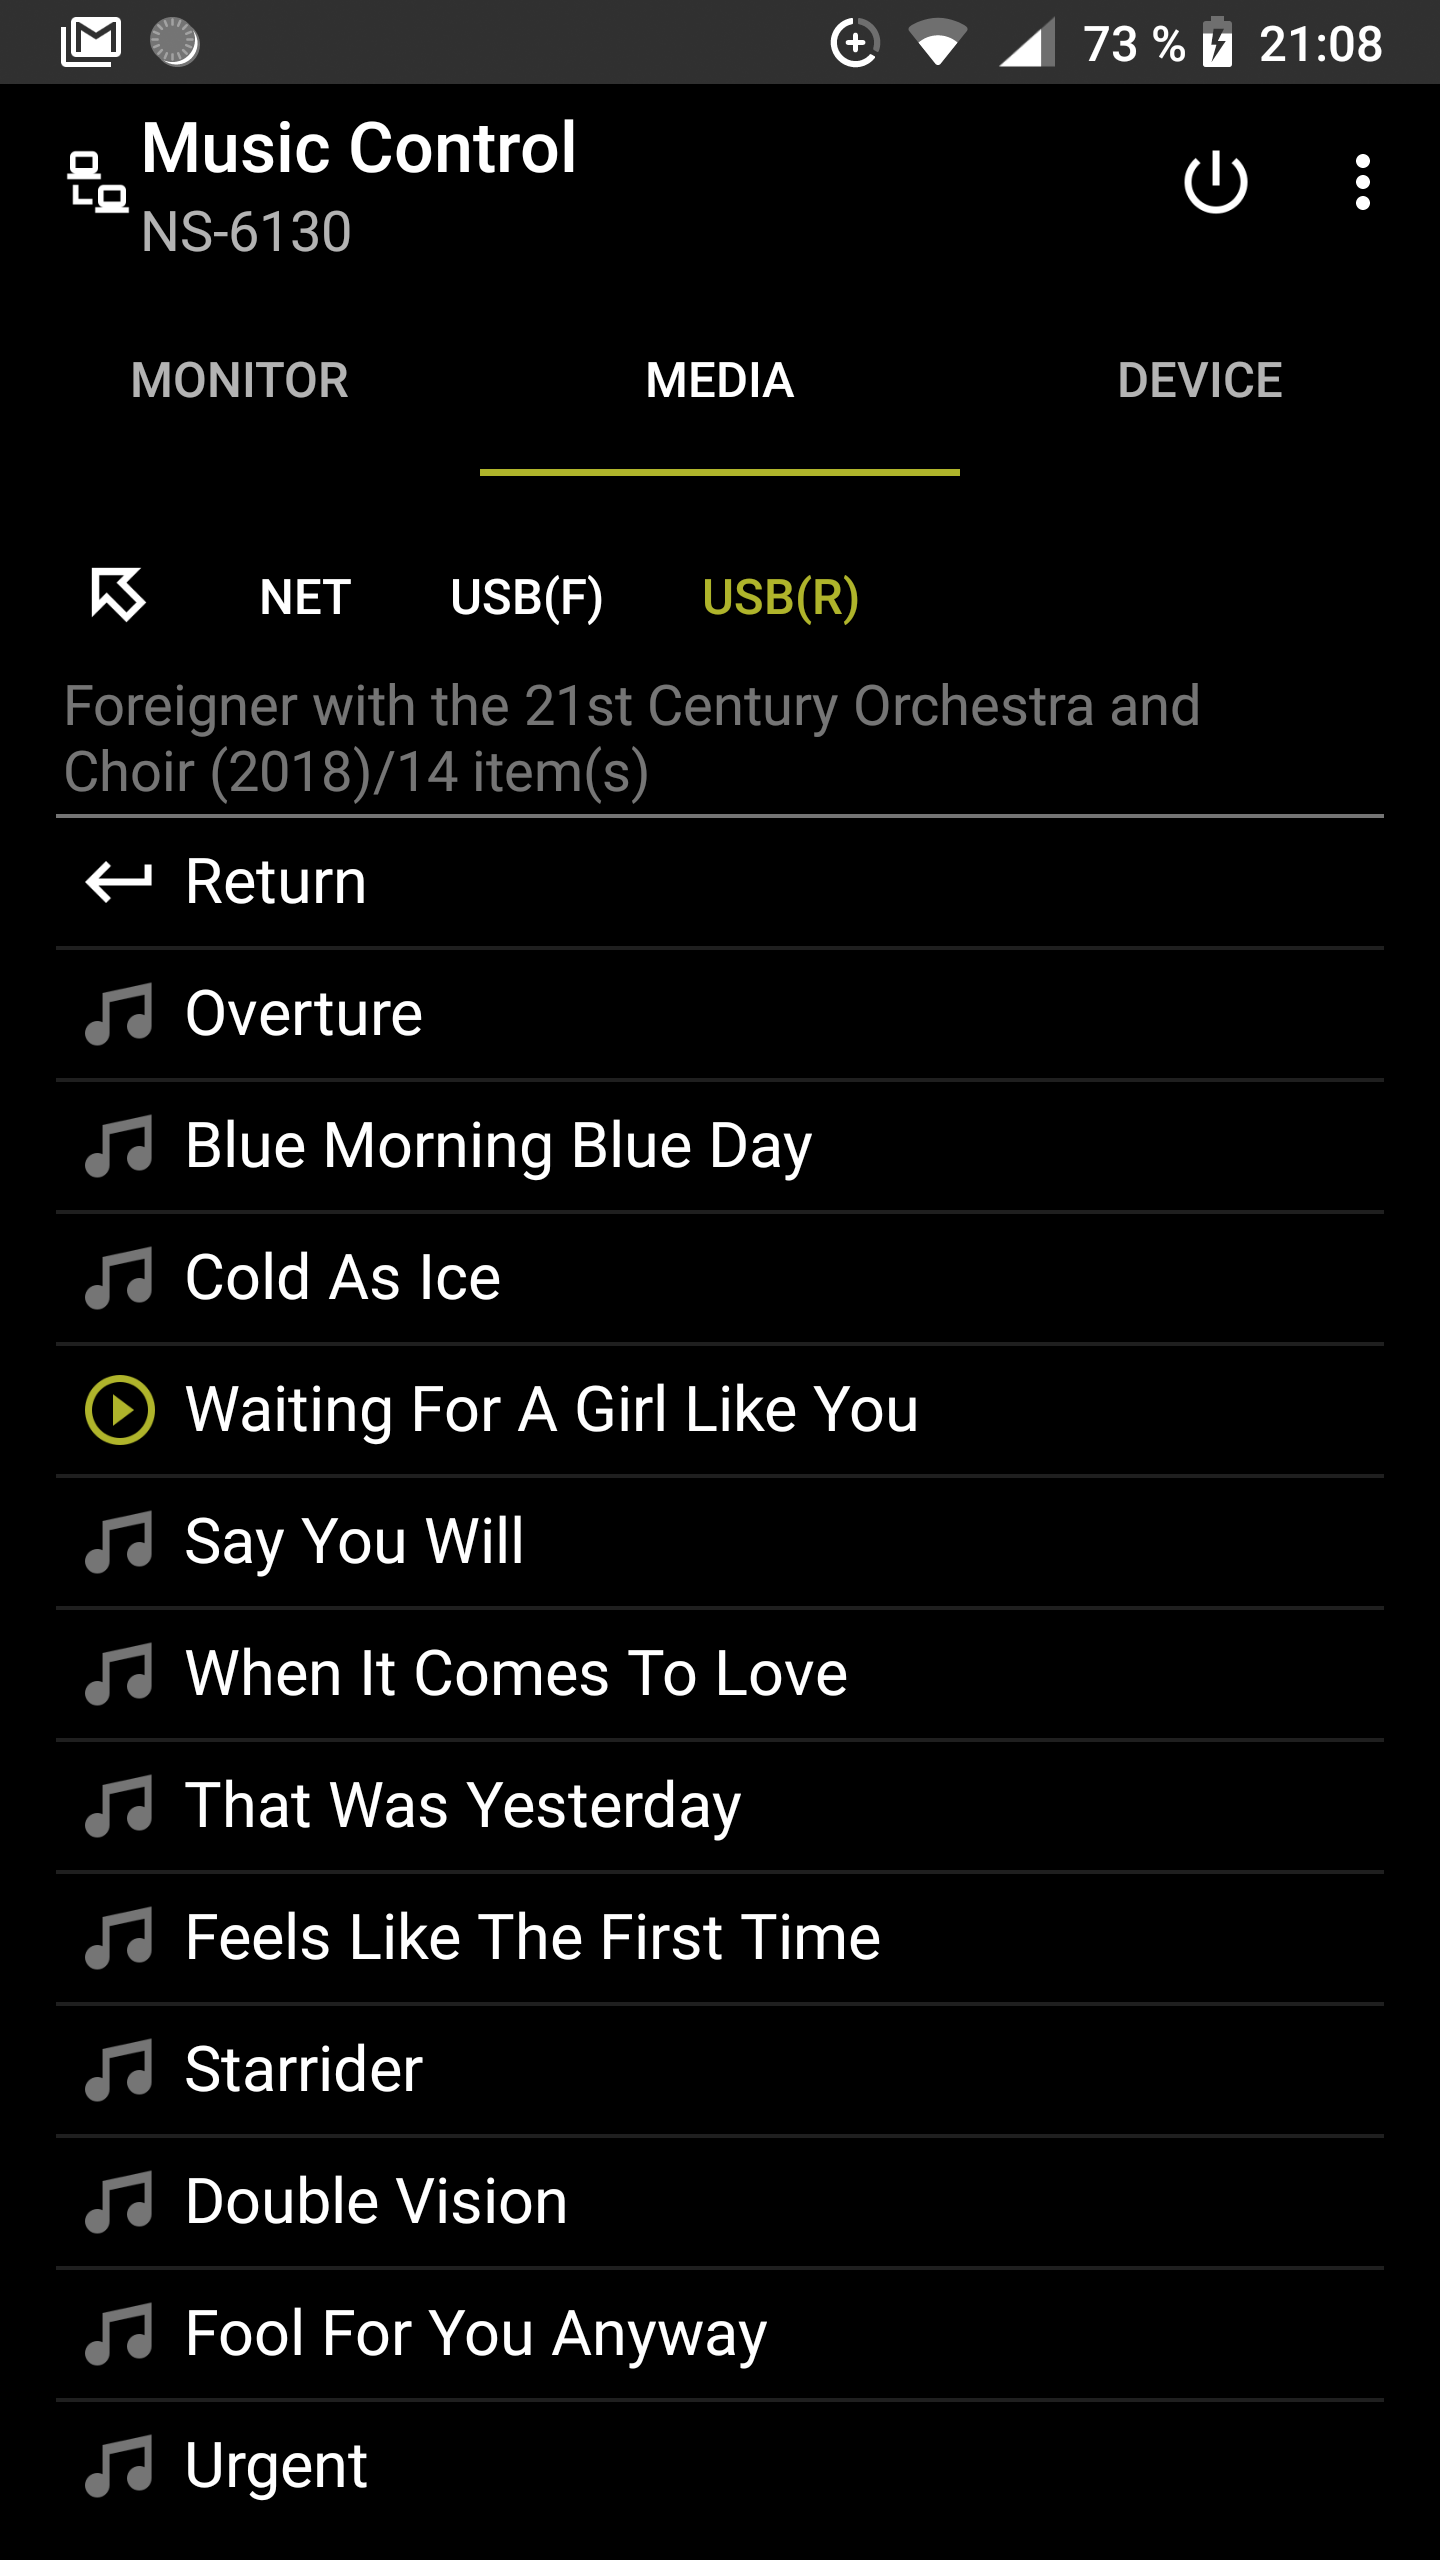 73 % 21:08
Music Control
NS-6130
MONITOR MEDIA DEVICE
NET USB(F) USB(R)
Foreigner with the 21st Century Orchestra and
Choir (2018)/14 item(s)
Return
Overture
Blue Morning Blue Day
Cold As Ice
Waiting For A Girl Like You
Say You Will
When It Comes To Love
That Was Yesterday
Feels Like The First Time
Starrider
Double Vision
Fool For You Anyway
Urgent